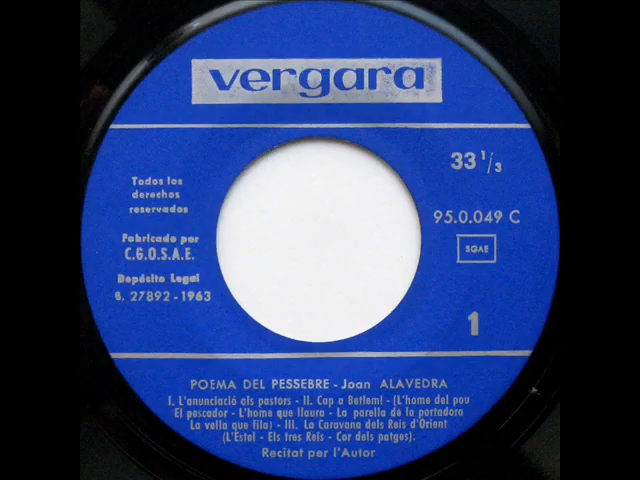 vergara
33 1/3
Todos los
derechos
reservados
95.0.049 C
Fabricado por
C.G.O.S.A.E.
SGAE
Depósito Legal
B. 27892 - 1963
1
POEMA DEL PESSEBRE - Joan ALAVEDRA
I. L'anunciació als pastors - II. Cap a Betlem! - (L'home del pou
El pescador - L'home que llaura - La parella de la portadora
La vella que fila) - III. La Caravana dels Reis d'Orient
(L'Estel - Els tres Reis - Cor dels patges).
Recitat per l'Autor